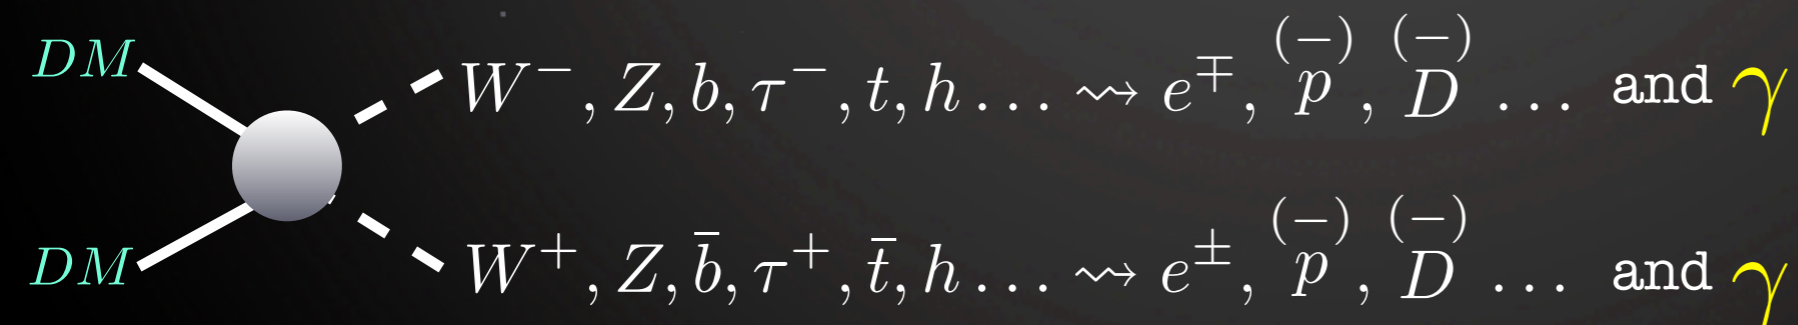 DM W⁻, Z, b, τ⁻, t, h ... ⇝ e^∓, p^(−), D^(−) ... and γ
DM W⁺, Z, b̄, τ⁺, t̄, h ... ⇝ e^±, p^(−), D^(−) ... and γ